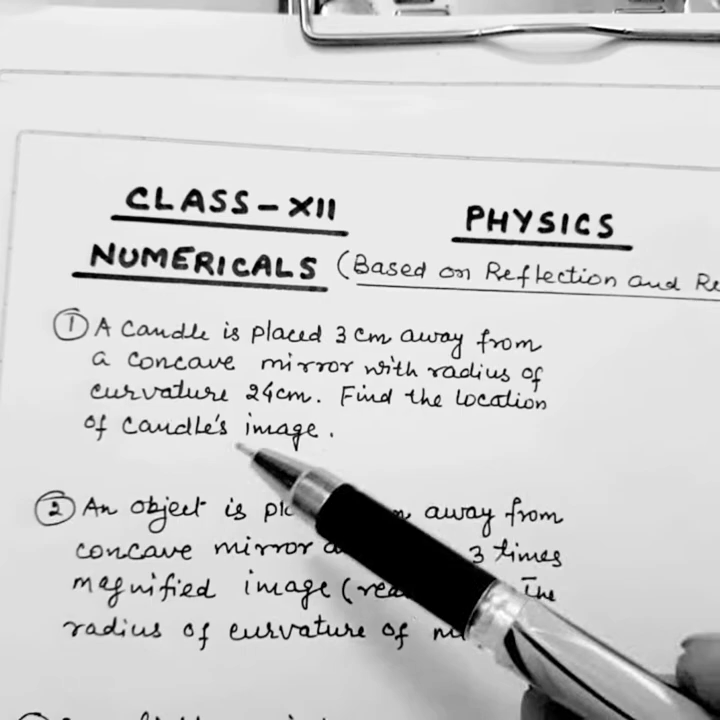 CLASS-XII
PHYSICS
NUMERICALS (Based on Reflection and
① A Candle is placed 3 cm away from
a concave mirror with radius of
curvature 24cm. Find the location
of Candle's image.
② An object is away from
concave mirror 3 times
magnified image The
radius of curvature of